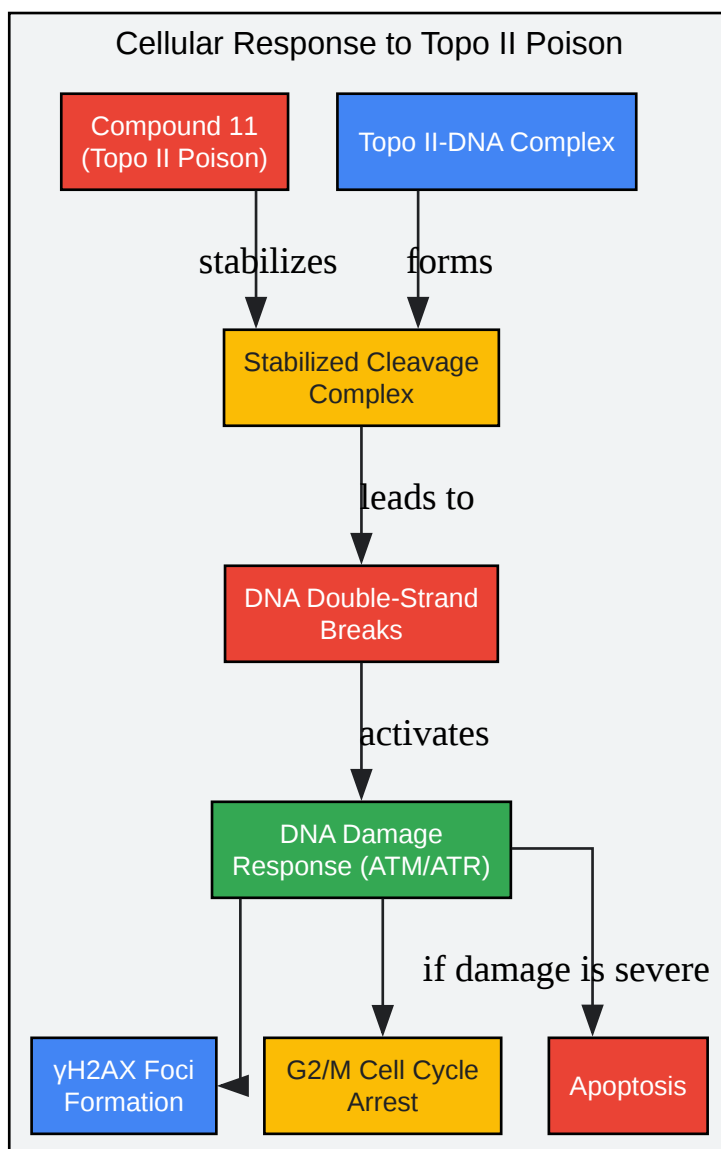 Cellular Response to Topo II Poison
Compound 11
(Topo II Poison)
Topo II-DNA Complex
stabilizes
forms
Stabilized Cleavage
Complex
leads to
DNA Double-Strand
Breaks
activates
DNA Damage
Response (ATM/ATR)
if damage is severe
γH2AX Foci
Formation
G2/M Cell Cycle
Arrest
Apoptosis